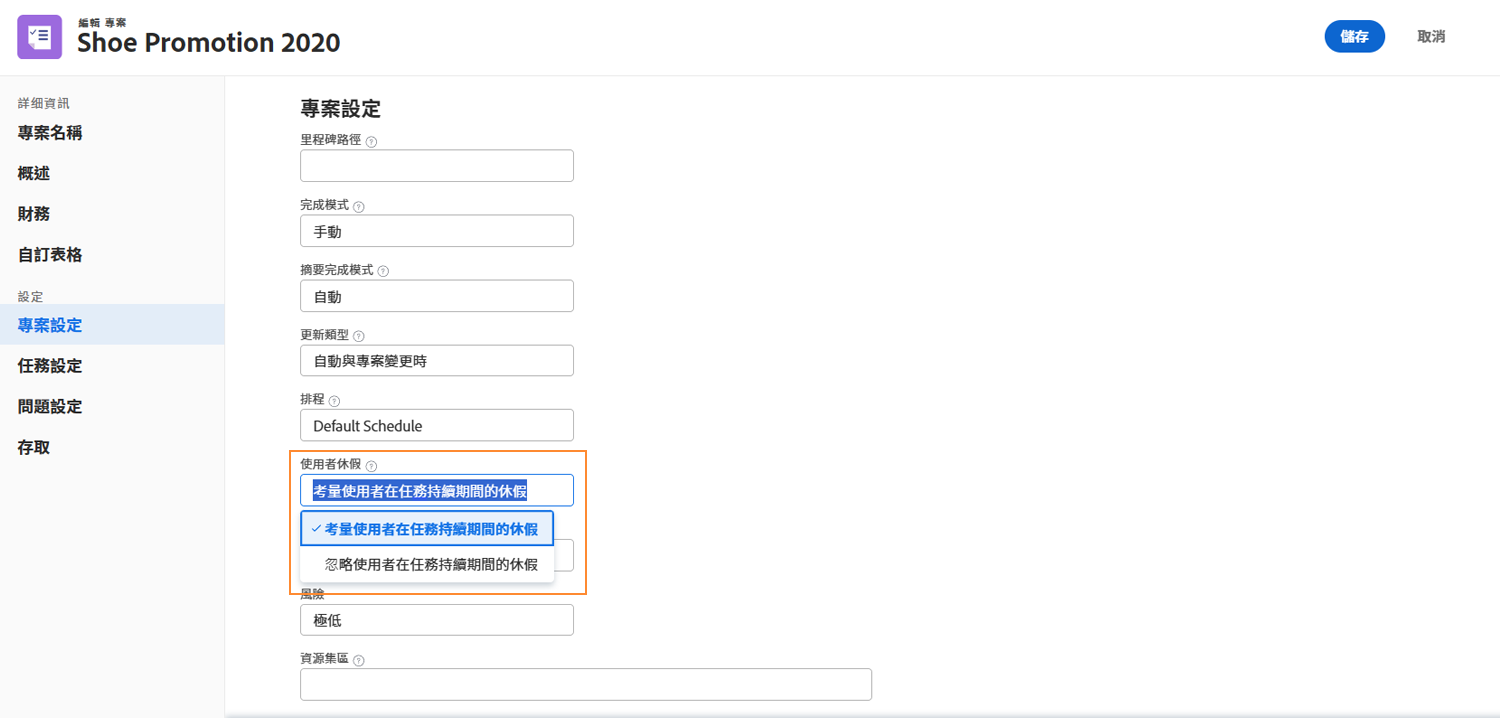 編輯 專案
Shoe Promotion 2020
儲存
取消
詳細資訊
專案名稱
概述
財務
自訂表格
設定
專案設定
任務設定
問題設定
存取
專案設定
里程碑路徑 ?
完成模式 ?
手動
摘要完成模式 ?
自動
更新類型 ?
自動與專案變更時
排程 ?
Default Schedule
使用者休假 ?
考量使用者在任務持續期間的休假
✓ 考量使用者在任務持續期間的休假
忽略使用者在任務持續期間的休假
風險
極低
資源集區 ?